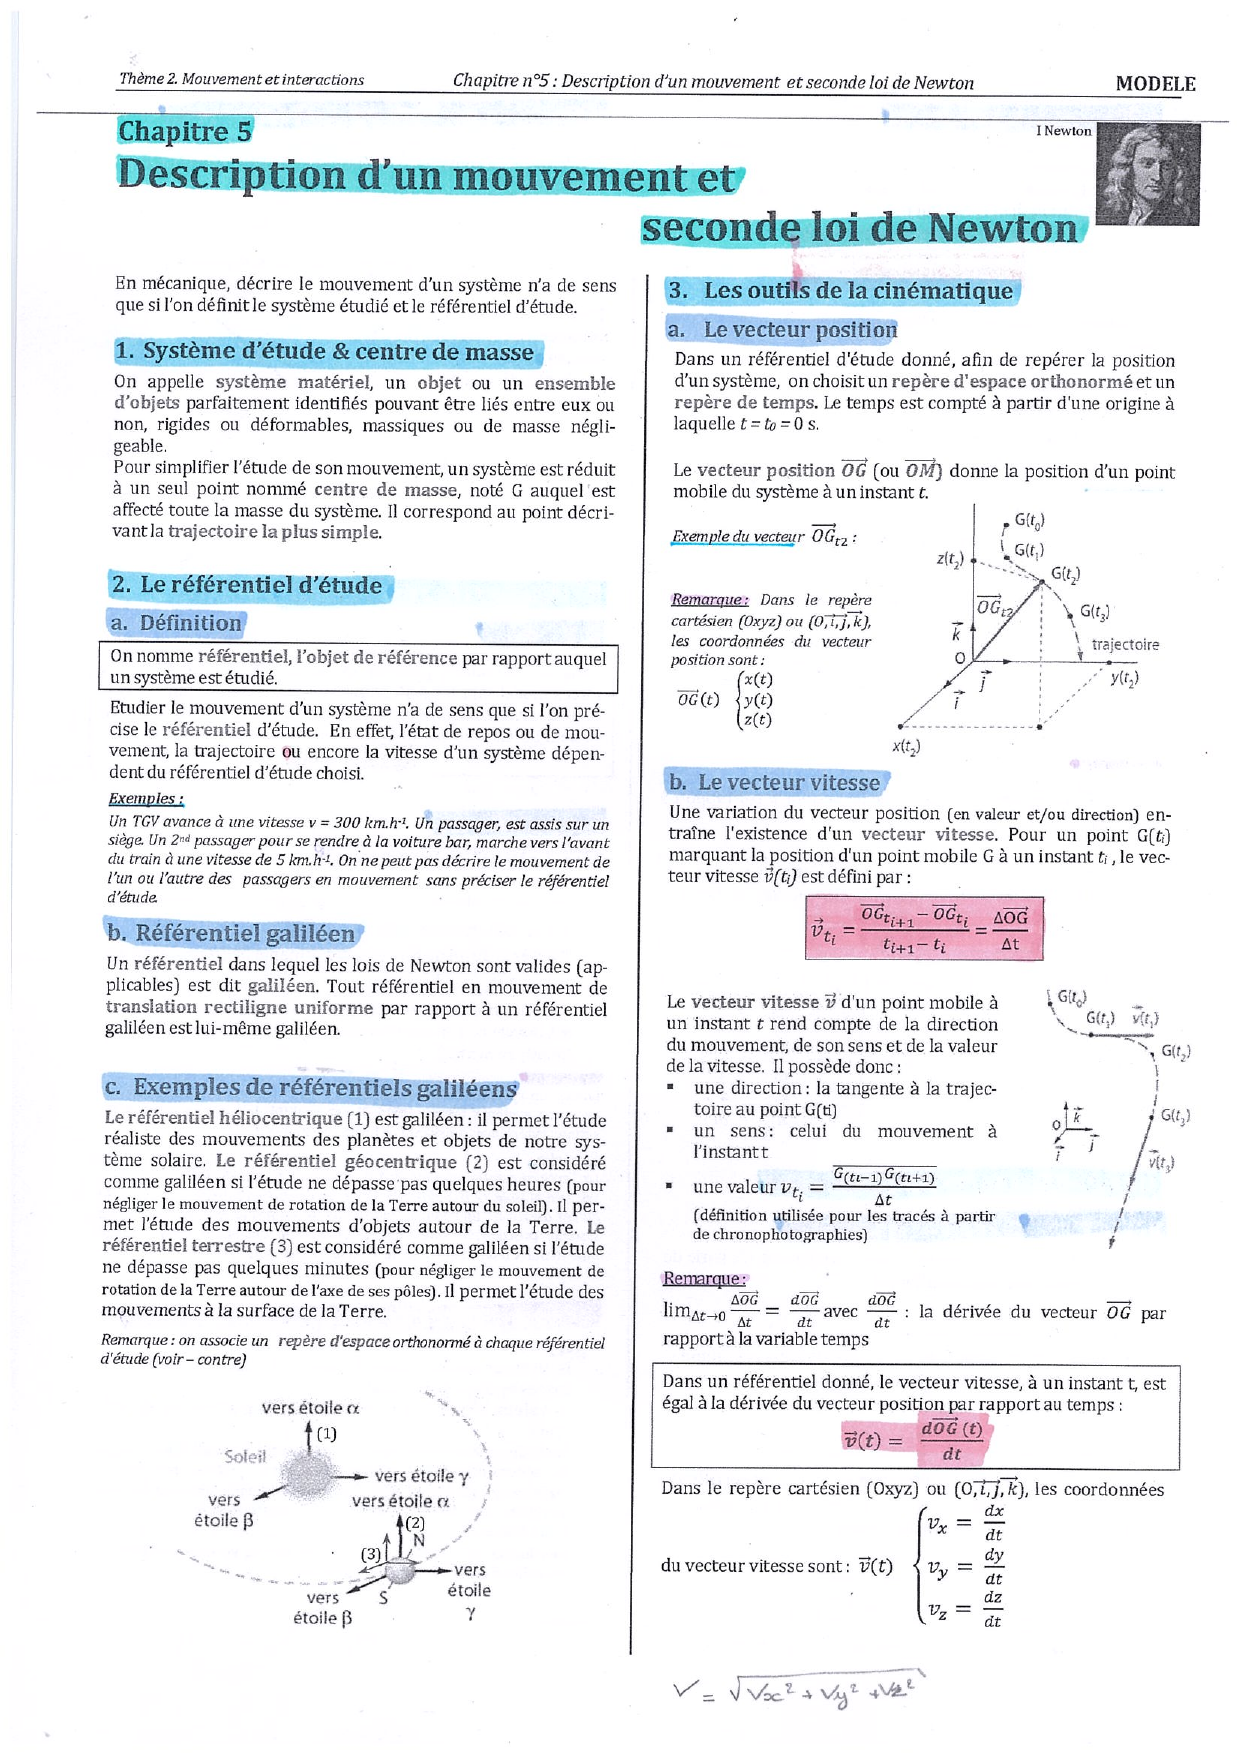 Thème 2. Mouvement et interactions
Chapitre n°5 : Description d'un mouvement et seconde loi de Newton
MODELE
Chapitre 5
I Newton
Description d'un mouvement et
seconde loi de Newton
En mécanique, décrire le mouvement d'un système n'a de sens
que si l'on définit le système étudié et le référentiel d'étude.
1. Système d'étude & centre de masse
On appelle système matériel, un objet ou un ensemble
d'objets parfaitement identifiés pouvant être liés entre eux ou
non, rigides ou déformables, massiques ou de masse négli-
geable.
Pour simplifier l'étude de son mouvement, un système est réduit
à un seul point nommé centre de masse, noté G auquel est
affecté toute la masse du système. Il correspond au point décri-
vant la trajectoire la plus simple.
2. Le référentiel d'étude
a. Définition
On nomme référentiel, l'objet de référence par rapport auquel
un système est étudié.
Etudier le mouvement d'un système n'a de sens que si l'on pré-
cise le référentiel d'étude. En effet, l'état de repos ou de mou-
vement, la trajectoire ou encore la vitesse d'un système dépen-
dent du référentiel d'étude choisi.
Exemples :
Un TGV avance à une vitesse v = 300 km.h⁻¹. Un passager, est assis sur un
siège. Un 2nd passager pour se rendre à la voiture bar, marche vers l'avant
du train à une vitesse de 5 km.h⁻¹. On ne peut pas décrire le mouvement de
l'un ou l'autre des passagers en mouvement sans préciser le référentiel
d'étude.
b. Référentiel galiléen
Un référentiel dans lequel les lois de Newton sont valides (ap-
plicables) est dit galiléen. Tout référentiel en mouvement de
translation rectiligne uniforme par rapport à un référentiel
galiléen est lui-même galiléen.
c. Exemples de référentiels galiléens
Le référentiel héliocentrique (1) est galiléen : il permet l'étude
réaliste des mouvements des planètes et objets de notre sys-
tème solaire. Le référentiel géocentrique (2) est considéré
comme galiléen si l'étude ne dépasse pas quelques heures (pour
négliger le mouvement de rotation de la Terre autour du soleil). Il per-
met l'étude des mouvements d'objets autour de la Terre. Le
référentiel terrestre (3) est considéré comme galiléen si l'étude
ne dépasse pas quelques minutes (pour négliger le mouvement de
rotation de la Terre autour de l'axe de ses pôles). Il permet l'étude des
mouvements à la surface de la Terre.
Remarque : on associe un repère d'espace orthonormé à chaque référentiel
d'étude (voir – contre)
vers étoile α
(1)
Soleil
vers étoile γ
vers
étoile β
vers étoile α
(2)
N
(3)
vers
étoile
γ
S
vers
étoile β
3. Les outils de la cinématique
a. Le vecteur position
Dans un référentiel d'étude donné, afin de repérer la position
d'un système, on choisit un repère d'espace orthonormé et un
repère de temps. Le temps est compté à partir d'une origine à
laquelle t = t₀ = 0 s.
Le vecteur position O͞G⃗ (ou O͞M⃗) donne la position d'un point
mobile du système à un instant t.
Exemple du vecteur OG⃗t2 :
G(t₀)
G(t₁)
z(t₂)
G(t₂)
OG⃗t2
G(t₃)
k⃗
trajectoire
O
j⃗
y(t₂)
i⃗
x(t₂)
Remarque : Dans le repère
cartésien (Oxyz) ou (O,i⃗,j⃗,k⃗),
les coordonnées du vecteur
position sont :
OG⃗(t) { x(t)
y(t)
z(t)
b. Le vecteur vitesse
Une variation du vecteur position (en valeur et/ou direction) en-
traîne l'existence d'un vecteur vitesse. Pour un point G(tᵢ)
marquant la position d'un point mobile G à un instant tᵢ , le vec-
teur vitesse v⃗(tᵢ) est défini par :
v⃗tᵢ = (OG⃗tᵢ₊₁ − OG⃗tᵢ) / (tᵢ₊₁ − tᵢ) = ΔOG⃗ / Δt
Le vecteur vitesse v⃗ d'un point mobile à
un instant t rend compte de la direction
du mouvement, de son sens et de la valeur
de la vitesse. Il possède donc :
▪ une direction : la tangente à la trajec-
toire au point G(ti)
▪ un sens : celui du mouvement à
l'instant t
▪ une valeur vtᵢ = G(ti−1)G(ti+1) / Δt
(définition utilisée pour les tracés à partir
de chronophotographies)
G(t₀)
G(t₁) v⃗(t₁)
G(t₂)
G(t₃)
k⃗
O
j⃗
i⃗
v⃗(t₃)
Remarque :
limΔt→0 ΔOG⃗/Δt = dOG⃗/dt avec dOG⃗/dt : la dérivée du vecteur OG⃗ par
rapport à la variable temps
Dans un référentiel donné, le vecteur vitesse, à un instant t, est
égal à la dérivée du vecteur position par rapport au temps :
v⃗(t) = dOG⃗(t) / dt
Dans le repère cartésien (Oxyz) ou (O,i⃗,j⃗,k⃗), les coordonnées
du vecteur vitesse sont : v⃗(t) { vx = dx/dt
vy = dy/dt
vz = dz/dt
V = √(Vx² + Vy² + Vz²)